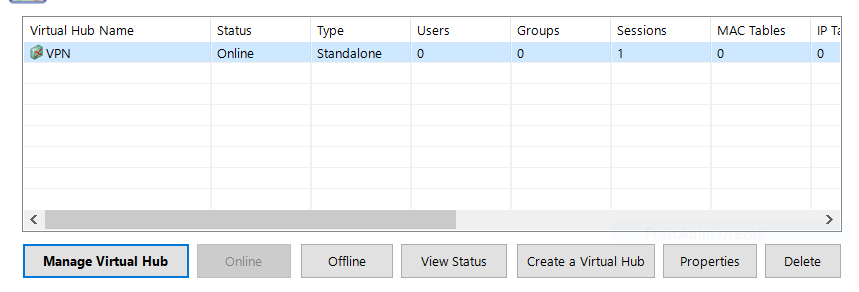 Virtual Hub Name Status Type Users Groups Sessions MAC Tables IP Ta
VPN Online Standalone 0 0 1 0 0
Manage Virtual Hub Online Offline View Status Create a Virtual Hub Properties Delete